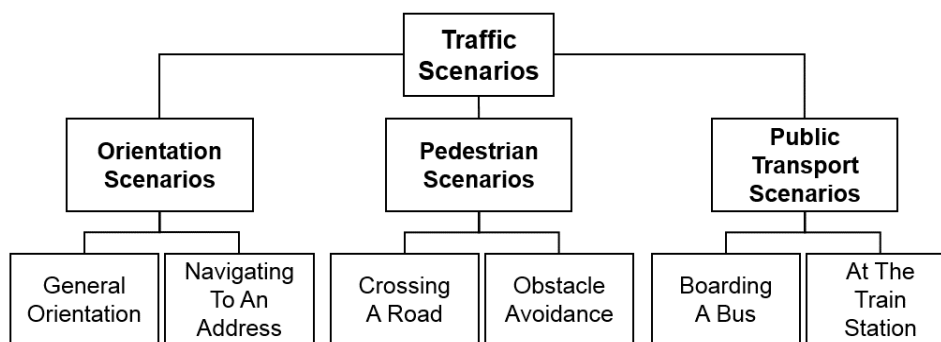 Traffic
Scenarios
Orientation
Scenarios
Pedestrian
Scenarios
Public
Transport
Scenarios
General
Orientation
Navigating
To An
Address
Crossing
A Road
Obstacle
Avoidance
Boarding
A Bus
At The
Train
Station